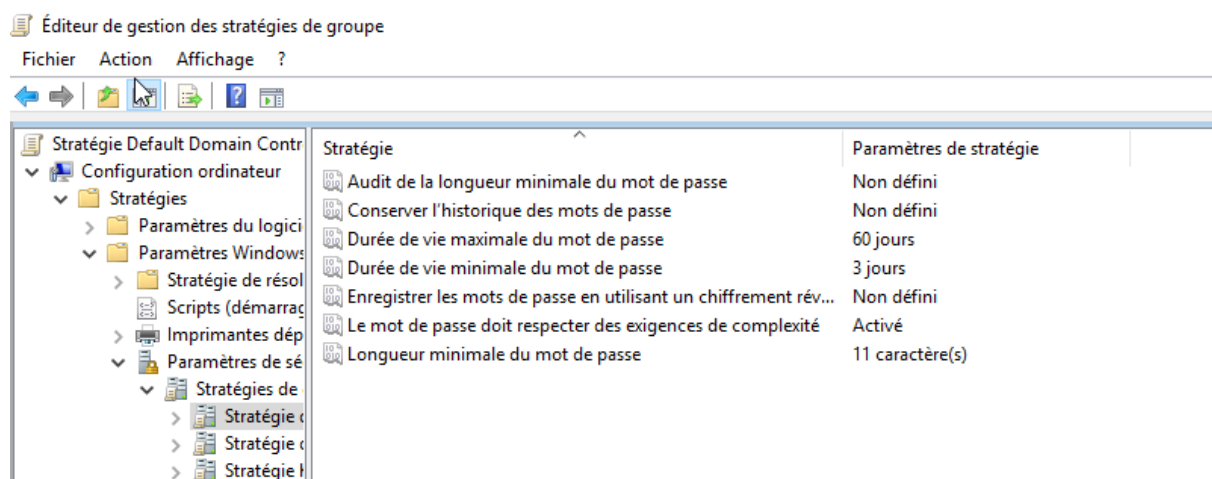 Éditeur de gestion des stratégies de groupe
Fichier Action Affichage ?
Stratégie Default Domain Contr
Configuration ordinateur
Stratégies
Paramètres du logici
Paramètres Windows
Stratégie de résol
Scripts (démarrag
Imprimantes dép
Paramètres de sé
Stratégies de
Stratégie
Stratégie
Stratégie
Stratégie Paramètres de stratégie
Audit de la longueur minimale du mot de passe Non défini
Conserver l'historique des mots de passe Non défini
Durée de vie maximale du mot de passe 60 jours
Durée de vie minimale du mot de passe 3 jours
Enregistrer les mots de passe en utilisant un chiffrement rév... Non défini
Le mot de passe doit respecter des exigences de complexité Activé
Longueur minimale du mot de passe 11 caractère(s)